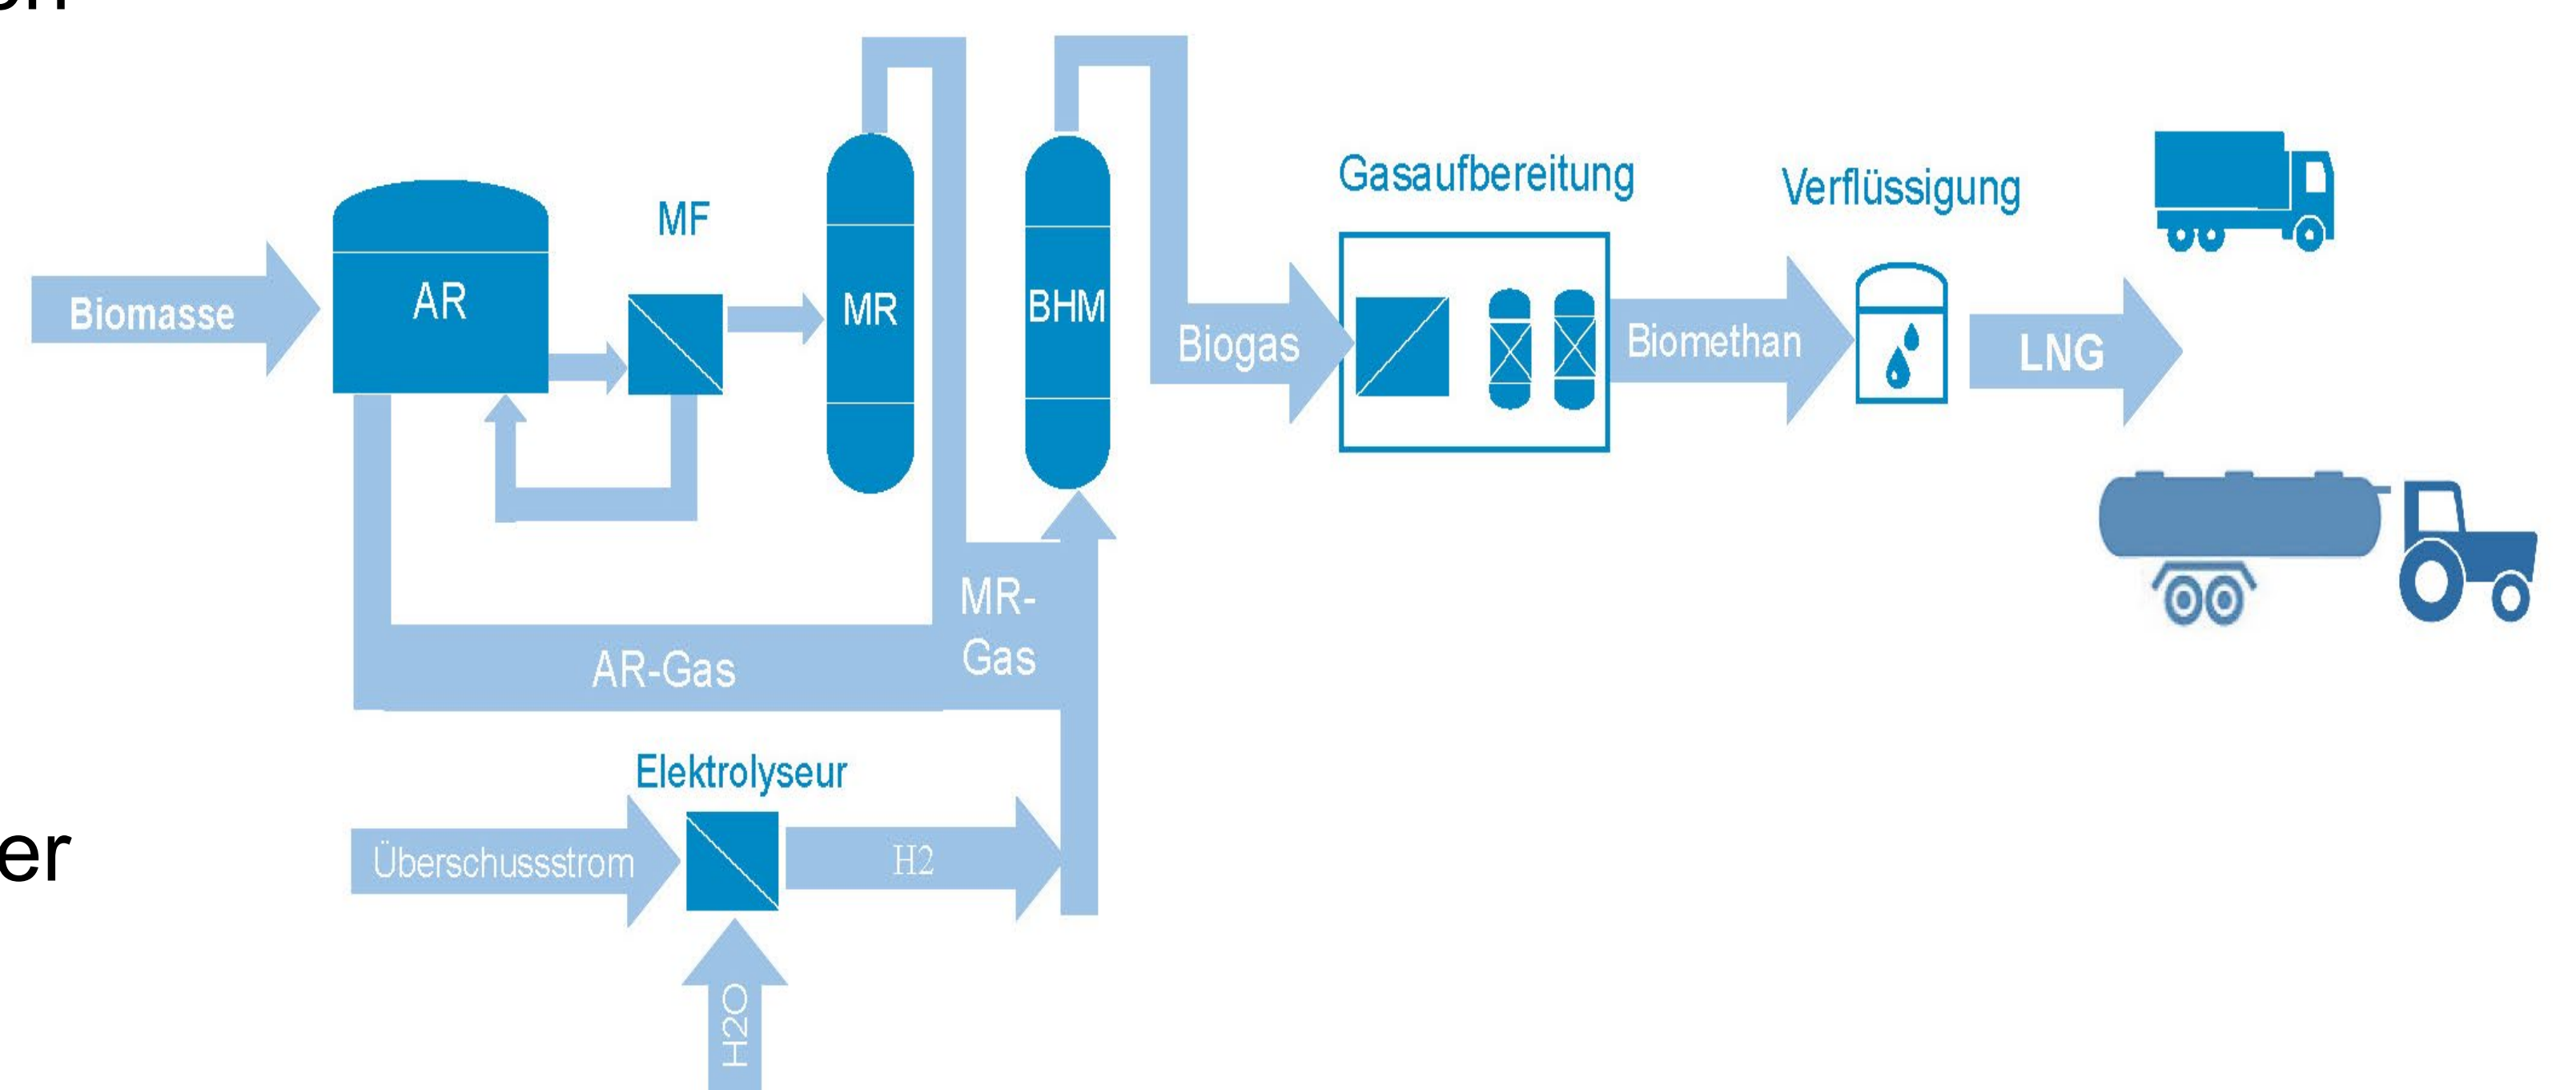 en
Gasaufbereitung
Verflüssigung
MF
AR
MR
BHM
Biomasse
Biogas
Biomethan
LNG
MR-
Gas
AR-Gas
Elektrolyseur
er
Überschussstrom
H2
H2O